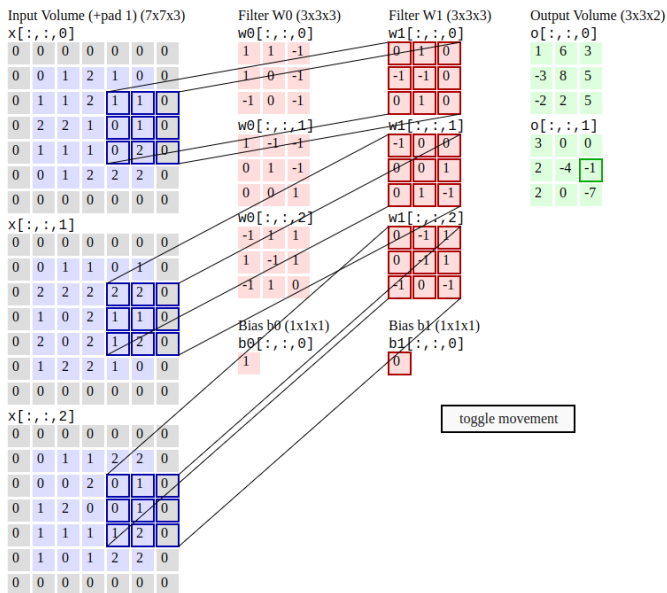 Input Volume (+pad 1) (7x7x3)
x[:,:,0]
0 0 0 0 0 0 0
0 0 1 2 1 0 0
0 1 1 2 1 1 0
0 2 2 1 0 1 0
0 1 1 1 0 2 0
0 0 1 2 2 2 0
0 0 0 0 0 0 0
x[:,:,1]
0 0 0 0 0 0 0
0 0 1 1 0 1 0
0 2 2 2 2 2 0
0 1 0 2 1 1 0
0 2 0 2 1 2 0
0 1 2 2 1 0 0
0 0 0 0 0 0 0
x[:,:,2]
0 0 0 0 0 0 0
0 0 1 1 2 2 0
0 0 0 2 0 1 0
0 1 2 0 0 1 0
0 1 1 1 1 2 0
0 1 0 1 2 2 0
0 0 0 0 0 0 0
Filter W0 (3x3x3)
w0[:,:,0]
1 1 -1
1 0 -1
-1 0 -1
w0[:,:,1]
1 -1 -1
0 1 -1
0 0 1
w0[:,:,2]
-1 1 1
1 -1 1
-1 1 0
Bias b0 (1x1x1)
b0[:,:,0]
1
Filter W1 (3x3x3)
w1[:,:,0]
0 1 0
-1 -1 0
0 1 0
w1[:,:,1]
-1 0 0
0 0 1
0 1 -1
w1[:,:,2]
0 -1 1
0 -1 1
-1 0 -1
Bias b1 (1x1x1)
b1[:,:,0]
0
Output Volume (3x3x2)
o[:,:,0]
1 6 3
-3 8 5
-2 2 5
o[:,:,1]
3 0 0
2 -4 -1
2 0 -7
toggle movement